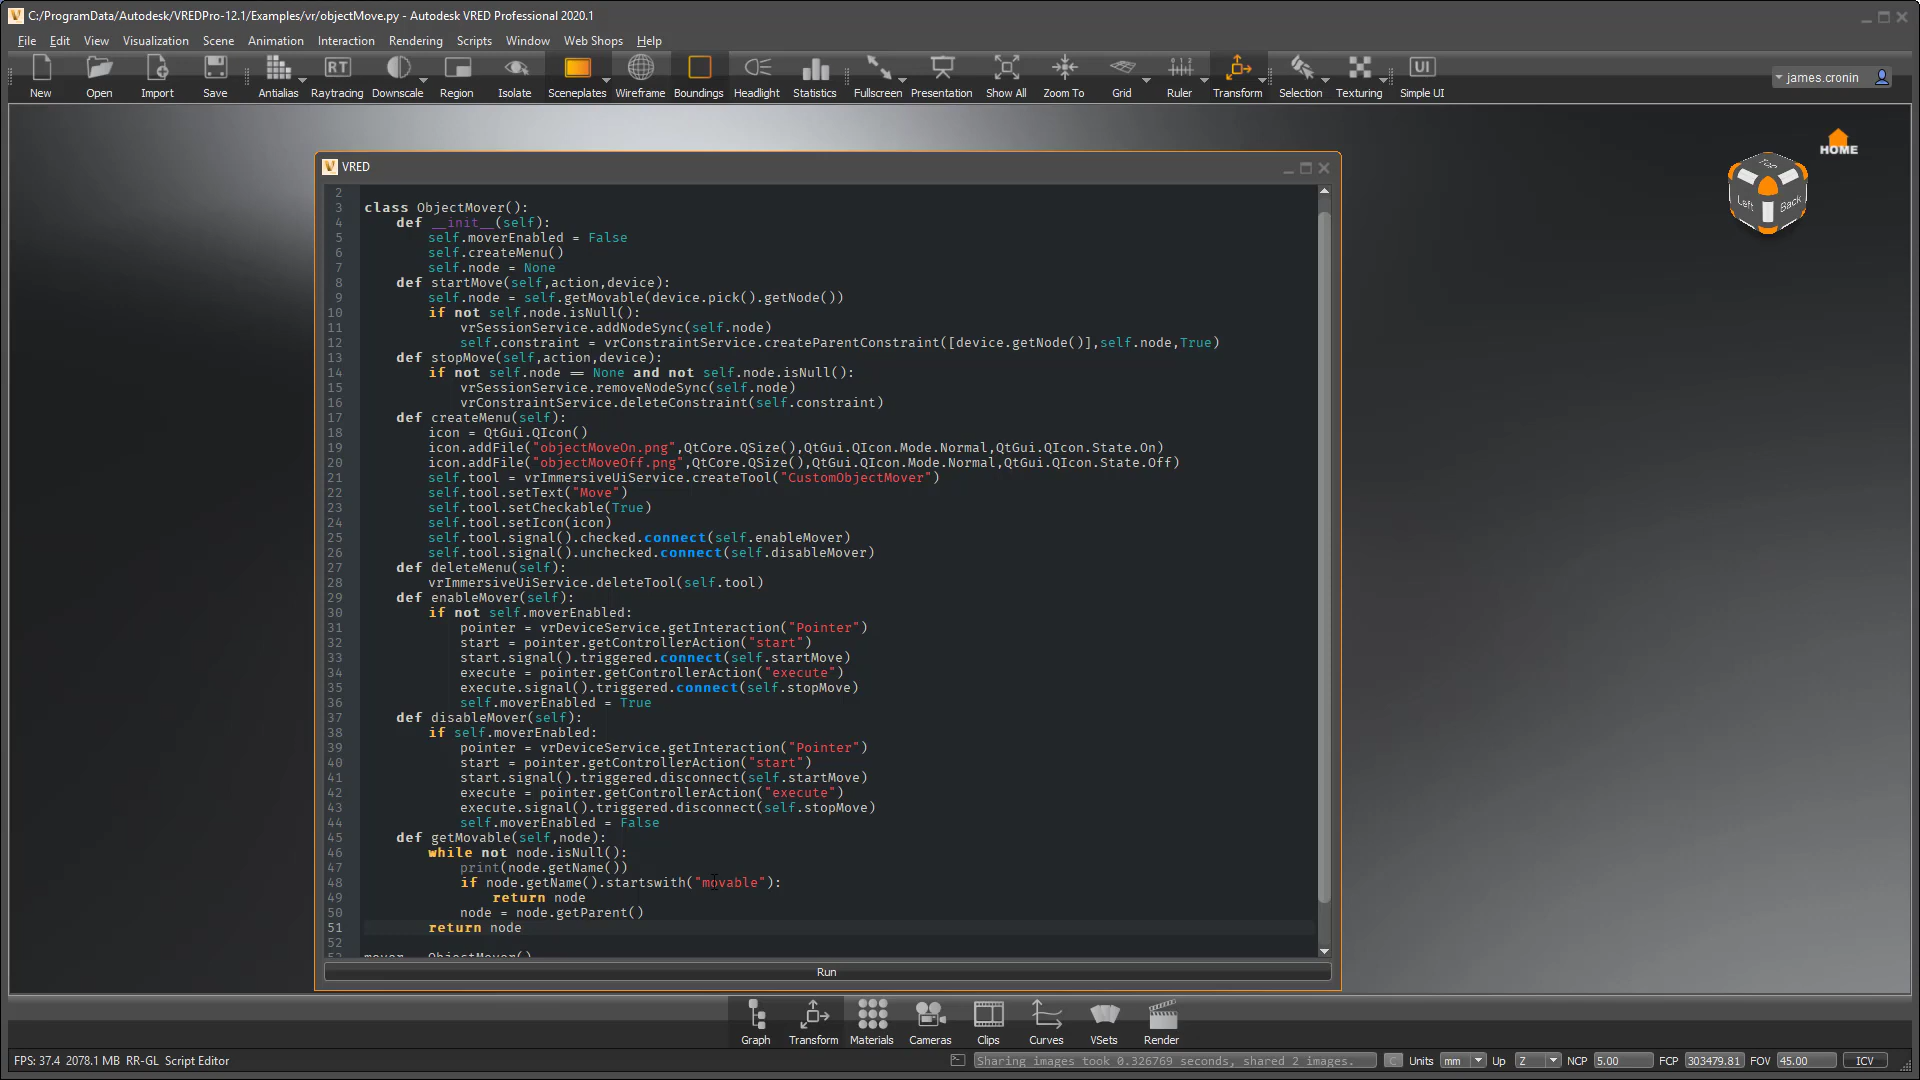 C:/ProgramData/Autodesk/VREDPro-12.1/Examples/vr/objectMove.py - Autodesk VRED Professional 2020.1
File Edit View Visualization Scene Animation Interaction Rendering Scripts Window Web Shops Help
New Open Import Save Antialias Raytracing Downscale Region Isolate Sceneplates Wireframe Boundings Headlight Statistics Fullscreen Presentation Show All Zoom To Grid Ruler Transform Selection Texturing Simple UI
RT
UI
james.cronin
HOME
Top
Left Back
VRED
2
3 class ObjectMover():
4 def __init__(self):
5 self.moverEnabled = False
6 self.createMenu()
7 self.node = None
8 def startMove(self,action,device):
9 self.node = self.getMovable(device.pick().getNode())
10 if not self.node.isNull():
11 vrSessionService.addNodeSync(self.node)
12 self.constraint = vrConstraintService.createParentConstraint([device.getNode()],self.node,True)
13 def stopMove(self,action,device):
14 if not self.node == None and not self.node.isNull():
15 vrSessionService.removeNodeSync(self.node)
16 vrConstraintService.deleteConstraint(self.constraint)
17 def createMenu(self):
18 icon = QtGui.QIcon()
19 icon.addFile("objectMoveOn.png",QtCore.QSize(),QtGui.QIcon.Mode.Normal,QtGui.QIcon.State.On)
20 icon.addFile("objectMoveOff.png",QtCore.QSize(),QtGui.QIcon.Mode.Normal,QtGui.QIcon.State.Off)
21 self.tool = vrImmersiveUiService.createTool("CustomObjectMover")
22 self.tool.setText("Move")
23 self.tool.setCheckable(True)
24 self.tool.setIcon(icon)
25 self.tool.signal().checked.connect(self.enableMover)
26 self.tool.signal().unchecked.connect(self.disableMover)
27 def deleteMenu(self):
28 vrImmersiveUiService.deleteTool(self.tool)
29 def enableMover(self):
30 if not self.moverEnabled:
31 pointer = vrDeviceService.getInteraction("Pointer")
32 start = pointer.getControllerAction("start")
33 start.signal().triggered.connect(self.startMove)
34 execute = pointer.getControllerAction("execute")
35 execute.signal().triggered.connect(self.stopMove)
36 self.moverEnabled = True
37 def disableMover(self):
38 if self.moverEnabled:
39 pointer = vrDeviceService.getInteraction("Pointer")
40 start = pointer.getControllerAction("start")
41 start.signal().triggered.disconnect(self.startMove)
42 execute = pointer.getControllerAction("execute")
43 execute.signal().triggered.disconnect(self.stopMove)
44 self.moverEnabled = False
45 def getMovable(self,node):
46 while not node.isNull():
47 print(node.getName())
48 if node.getName().startswith("movable"):
49 return node
50 node = node.getParent()
51 return node
52
53 mover = ObjectMover()
Run
Graph Transform Materials Cameras Clips Curves VSets Render
FPS: 37.4 2078.1 MB RR-GL Script Editor
Sharing images took 0.326769 seconds, shared 2 images. C Units mm Up Z NCP 5.00 FCP 303479.81 FOV 45.00 ICV